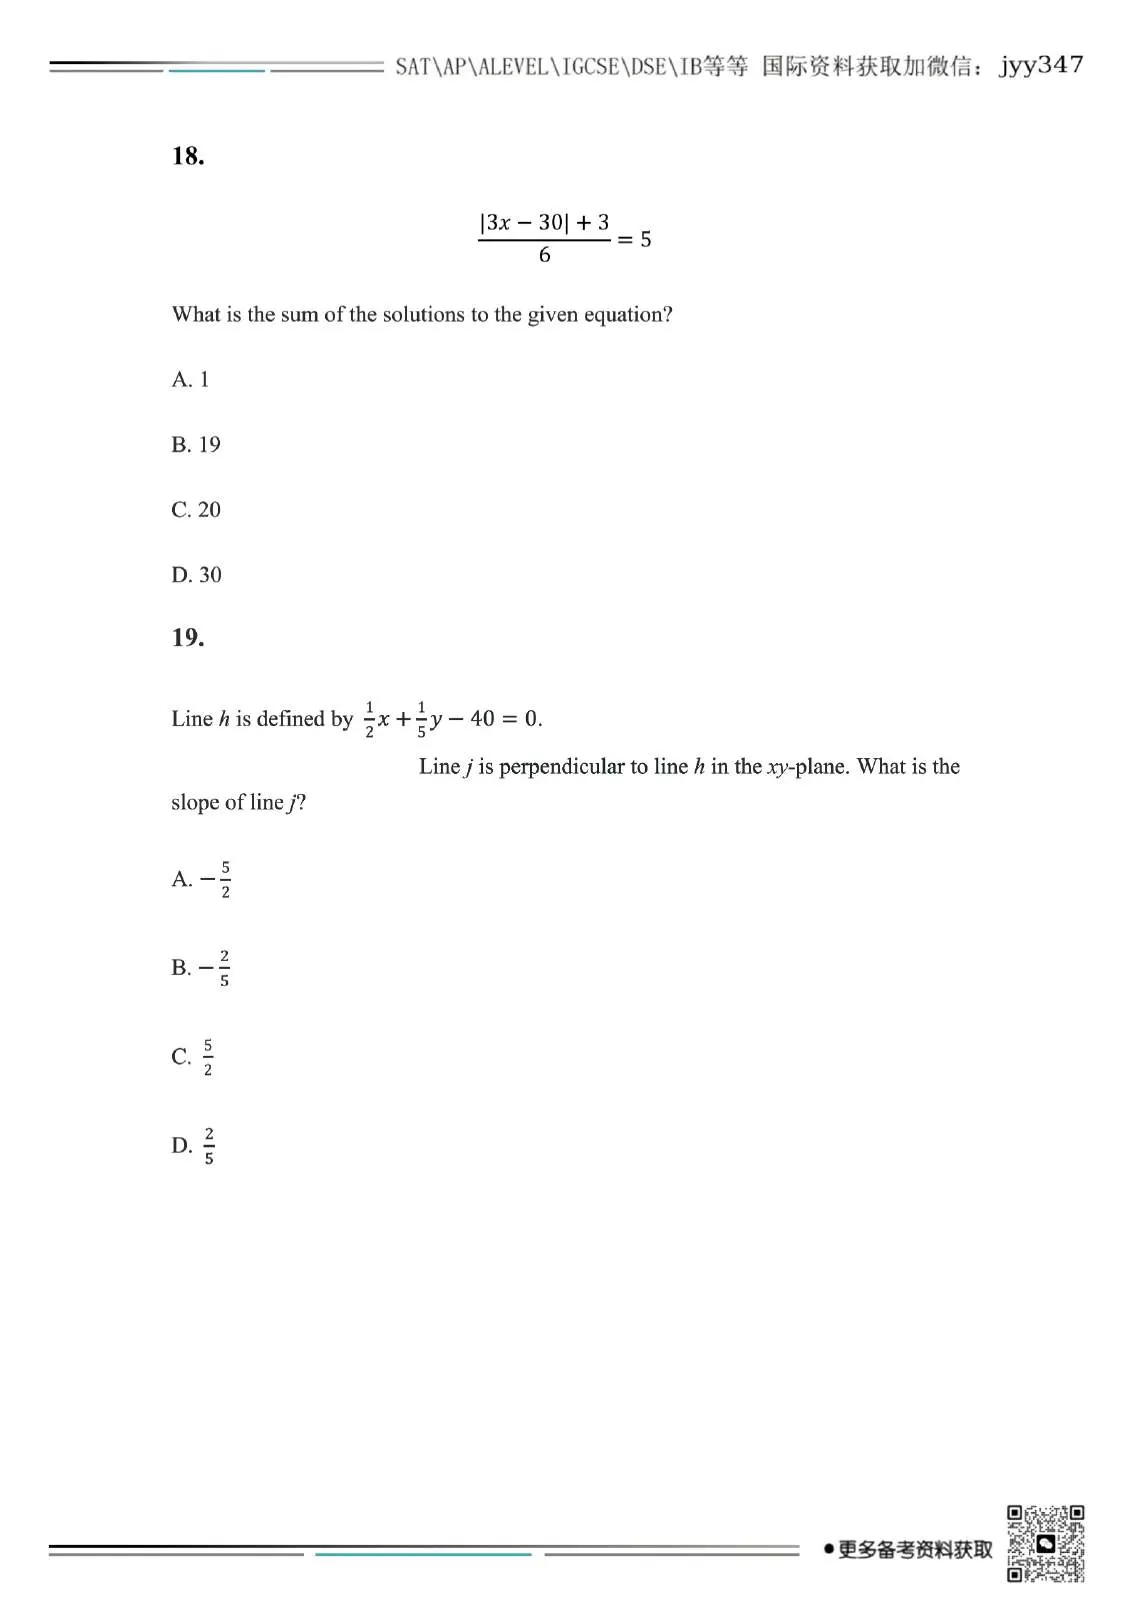 SAT\AP\ALEVEL\IGCSE\DSE\IB等等 国际资料获取加微信：jyy347
18.
|3x − 30| + 3
6
= 5
What is the sum of the solutions to the given equation?
A. 1
B. 19
C. 20
D. 30
19.
Line h is defined by 1/2 x + 1/5 y − 40 = 0.
Line j is perpendicular to line h in the xy-plane. What is the
slope of line j?
A. − 5/2
B. − 2/5
C. 5/2
D. 2/5
●更多备考资料获取